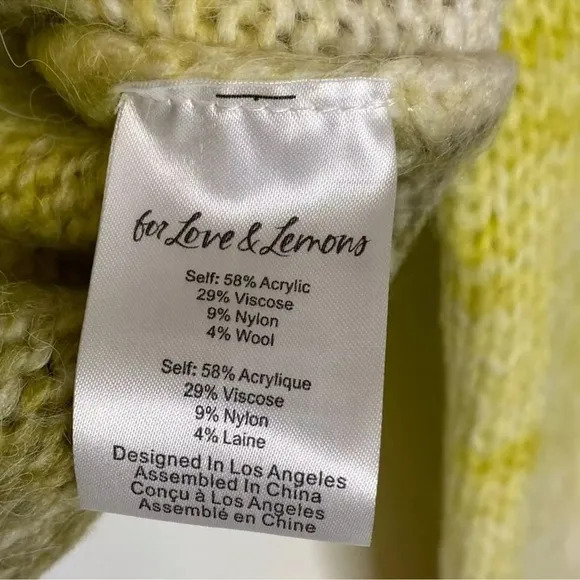 for Love & Lemons
Self: 58% Acrylic
29% Viscose
9% Nylon
4% Wool
Self: 58% Acrylique
29% Viscose
9% Nylon
4% Laine
Designed In Los Angeles
Assembled In China
Conçu à Los Angeles
Assemblé en Chine